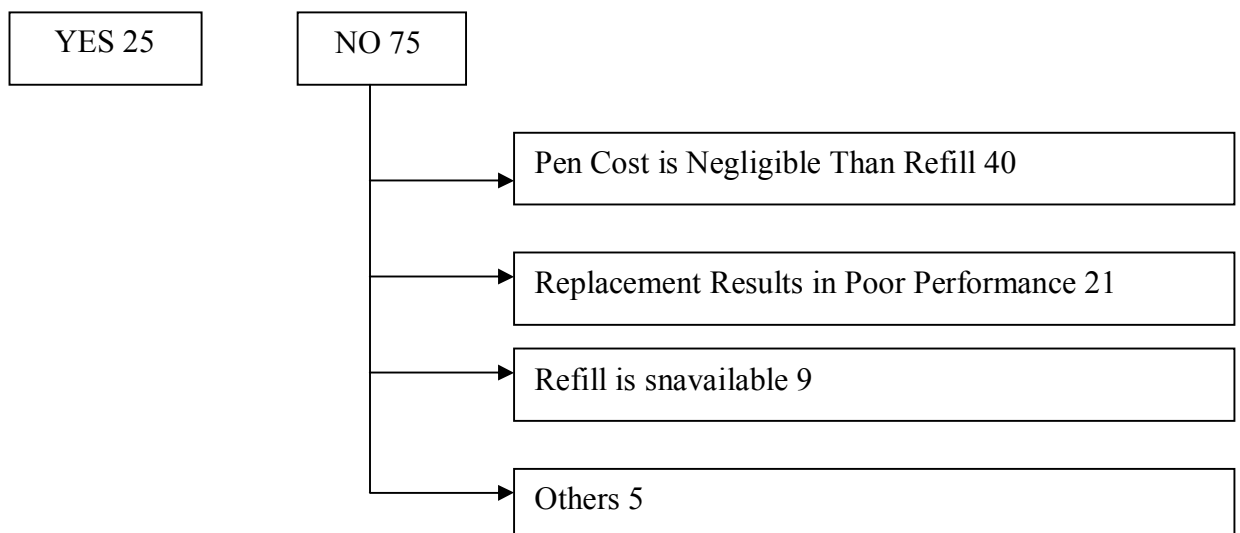 YES 25
NO 75
Pen Cost is Negligible Than Refill 40
Replacement Results in Poor Performance 21
Refill is snavailable 9
Others 5